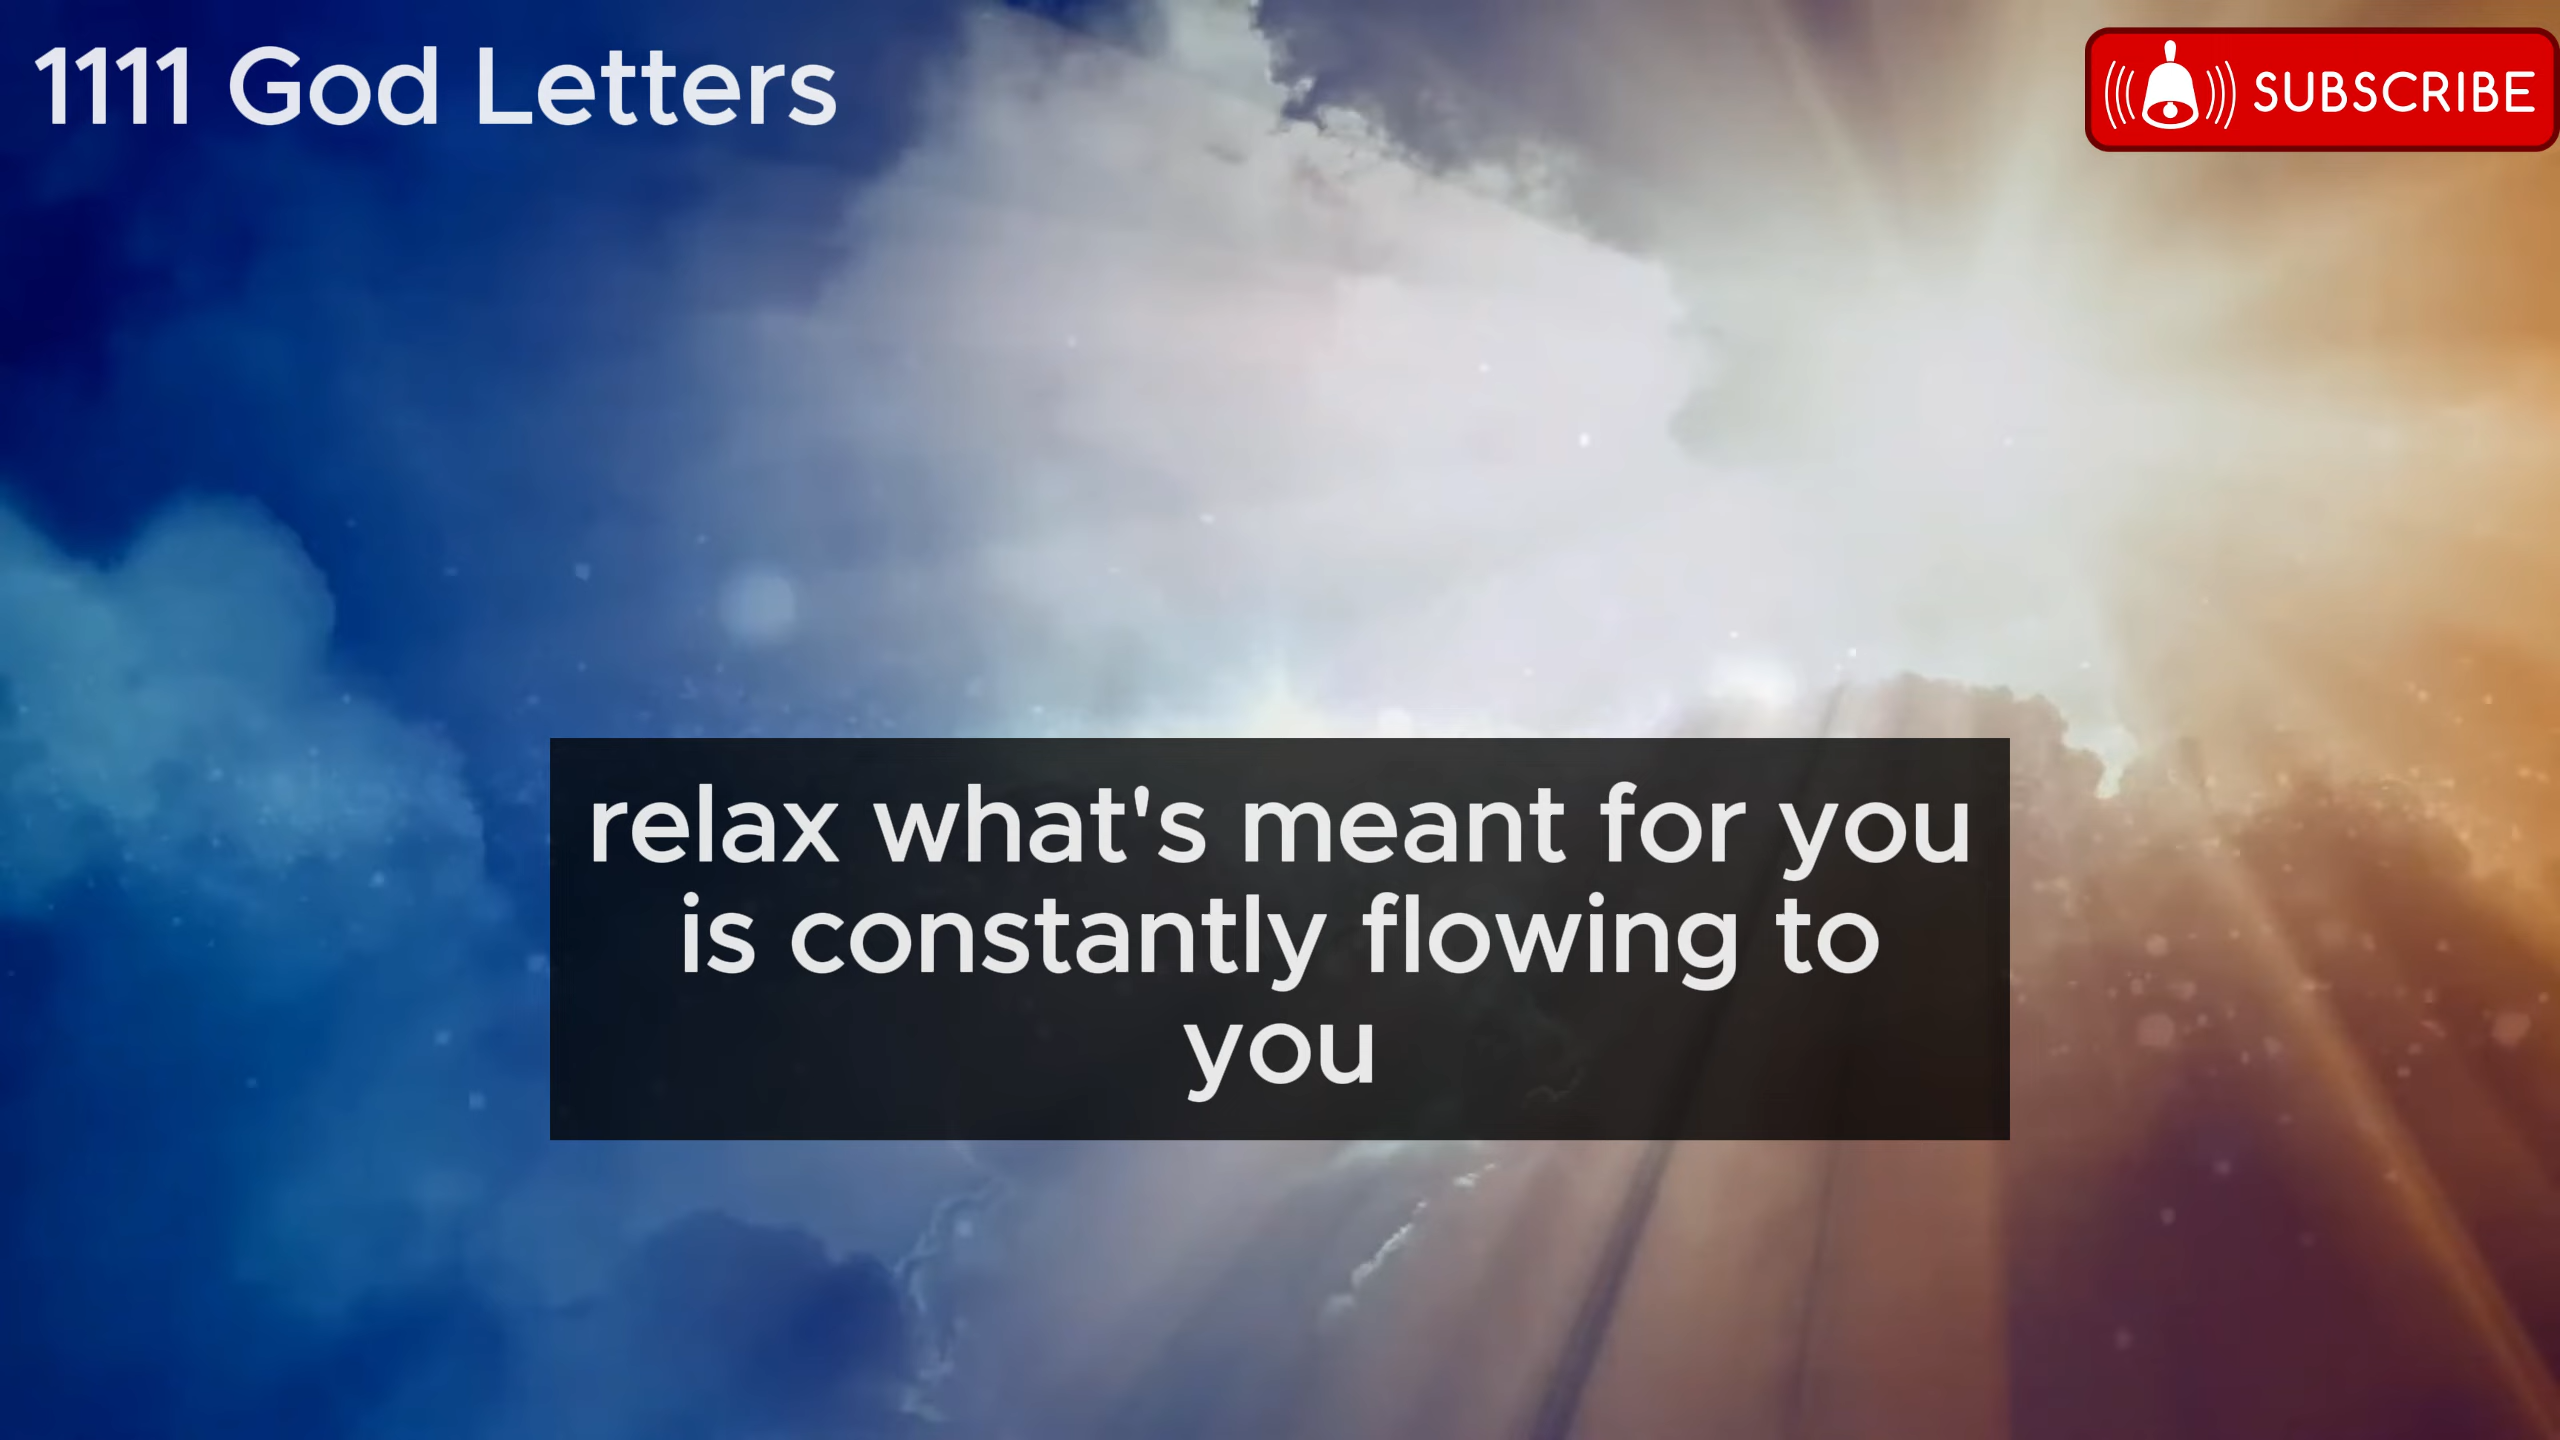 1111 God Letters
SUBSCRIBE
relax what's meant for you
is constantly flowing to
you